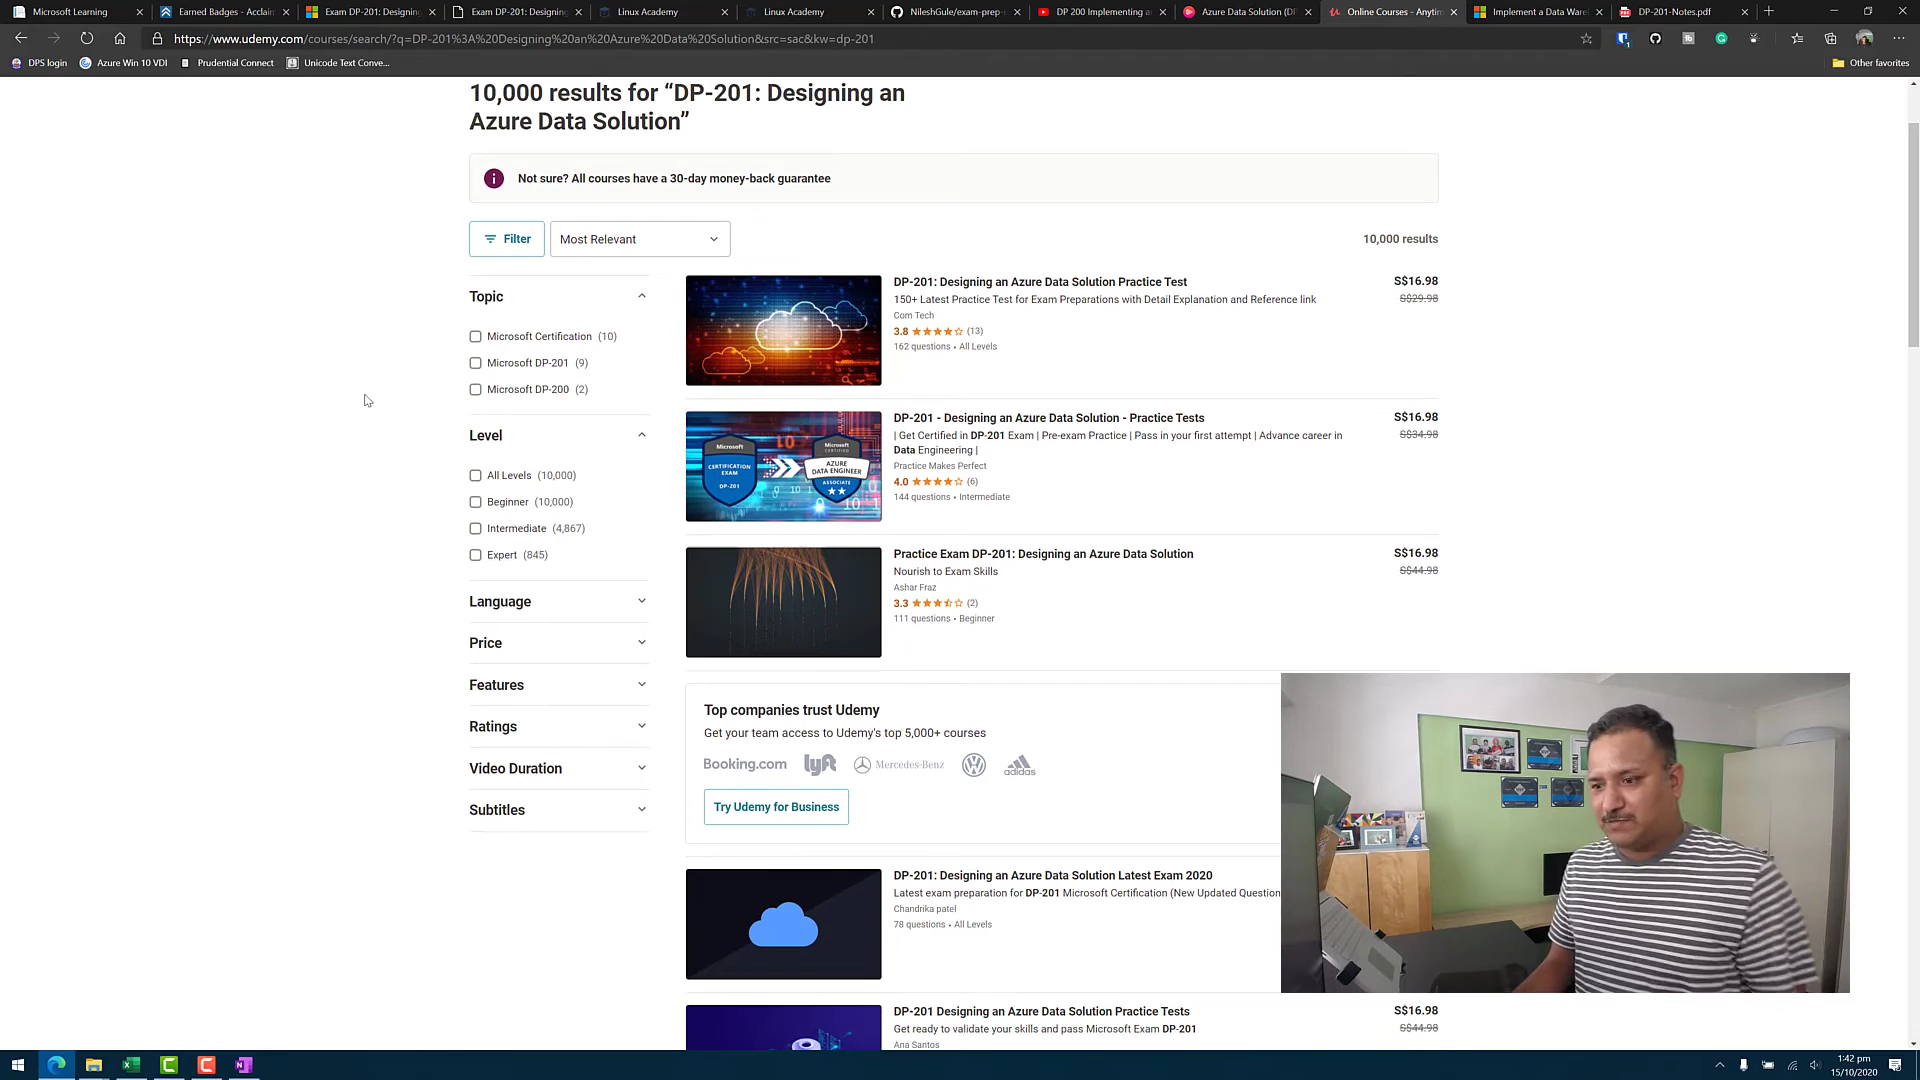 Microsoft Learning
Earned Badges - Acclaim
Exam DP-201: Designing
Exam DP-201: Designing
Linux Academy
Linux Academy
NileshGule/exam-prep
DP 200 Implementing a
Azure Data Solution (DP
Online Courses - Anytim
Implement a Data Ware
DP-201-Notes.pdf
https://www.udemy.com/courses/search/?q=DP-201%3A%20Designing%20an%20Azure%20Data%20Solution&src=sac&kw=dp-201
DPS login
Azure Win 10 VDI
Prudential Connect
Unicode Text Conve...
Other favorites
10,000 results for “DP-201: Designing an
Azure Data Solution”
Not sure? All courses have a 30-day money-back guarantee
Filter
Most Relevant
10,000 results
Topic
Microsoft Certification (10)
Microsoft DP-201 (9)
Microsoft DP-200 (2)
Level
All Levels (10,000)
Beginner (10,000)
Intermediate (4,867)
Expert (845)
Language
Price
Features
Ratings
Video Duration
Subtitles
DP-201: Designing an Azure Data Solution Practice Test
S$16.98
150+ Latest Practice Test for Exam Preparations with Detail Explanation and Reference link
S$29.98
Com Tech
3.8 (13)
162 questions • All Levels
Microsoft
CERTIFICATION
EXAM
DP-201
Microsoft
CERTIFIED
AZURE
DATA ENGINEER
ASSOCIATE
DP-201 - Designing an Azure Data Solution - Practice Tests
S$16.98
| Get Certified in DP-201 Exam | Pre-exam Practice | Pass in your first attempt | Advance career in
S$34.98
Data Engineering |
Practice Makes Perfect
4.0 (6)
144 questions • Intermediate
Practice Exam DP-201: Designing an Azure Data Solution
S$16.98
Nourish to Exam Skills
S$44.98
Ashar Fraz
3.3 (2)
111 questions • Beginner
Top companies trust Udemy
Get your team access to Udemy's top 5,000+ courses
Booking.com
lyft
Mercedes-Benz
adidas
Try Udemy for Business
DP-201: Designing an Azure Data Solution Latest Exam 2020
Latest exam preparation for DP-201 Microsoft Certification (New Updated Question
Chandrika patel
78 questions • All Levels
DP-201 Designing an Azure Data Solution Practice Tests
S$16.98
Get ready to validate your skills and pass Microsoft Exam DP-201
S$44.98
Ana Santos
1:42 pm
15/10/2020